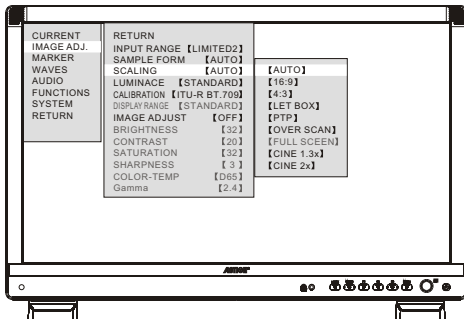 CURRENT
IMAGE ADJ.
MARKER
WAVES
AUDIO
FUNCTIONS
SYSTEM
RETURN
RETURN
INPUT RANGE【LIMITED2】
SAMPLE FORM 【AUTO】
SCALING 【AUTO】
LUMINACE 【STANDARD】
CALIBRATION【ITU-R BT.709】
DISPLAY RANGE 【STANDARD】
IMAGE ADJUST 【OFF】
BRIGHTNESS 【32】
CONTRAST 【20】
SATURATION 【32】
SHARPNESS 【 3 】
COLOR-TEMP 【D65】
Gamma 【2.4】
【AUTO】
【16:9】
【4:3】
【LET BOX】
【PTP】
【OVER SCAN】
【FULL SCEEN】
【CINE 1.3x】
【CINE 2x】